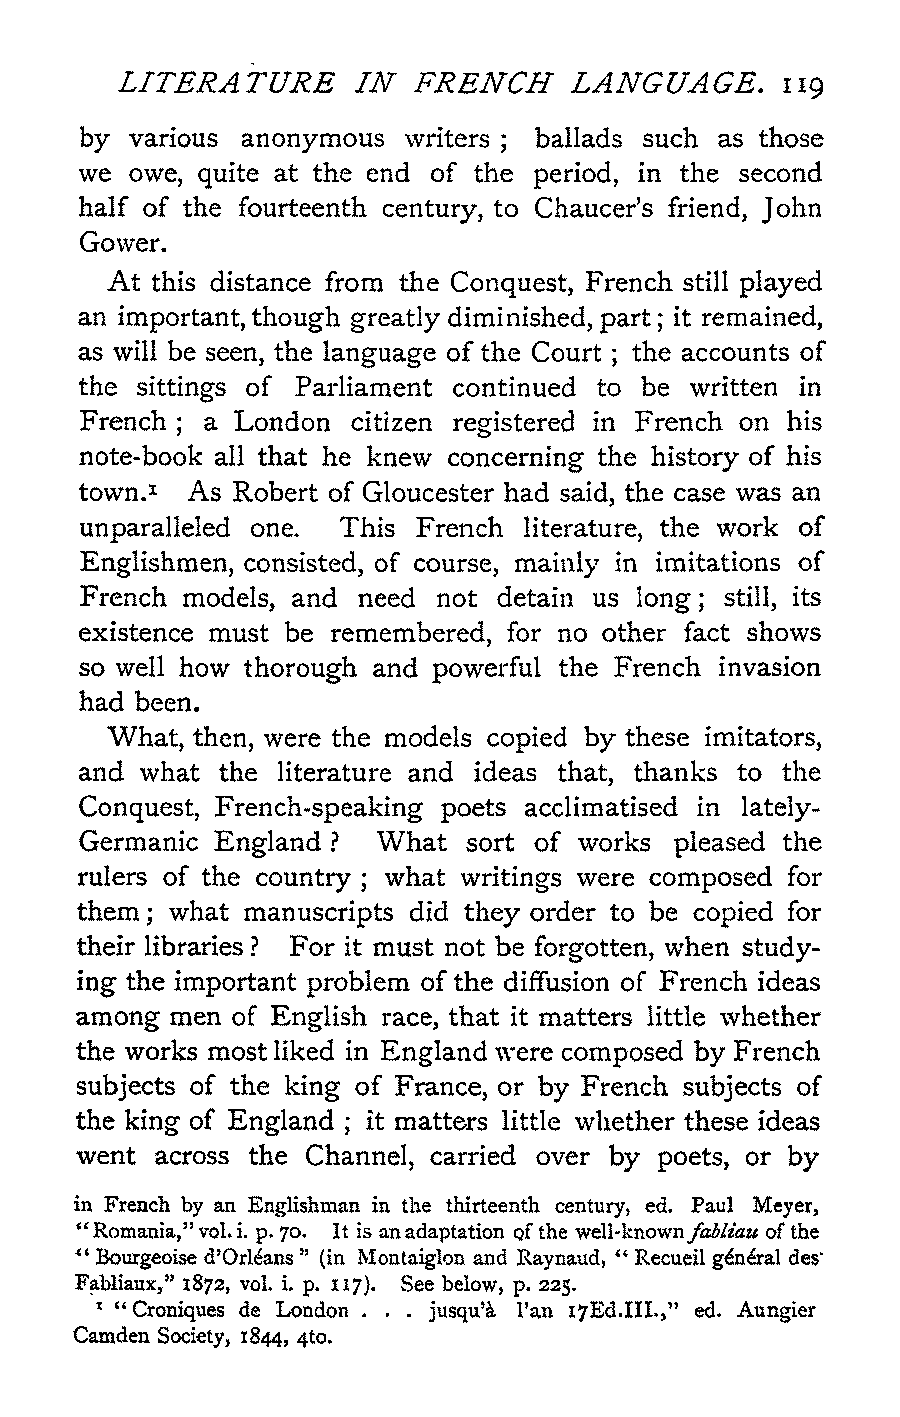 LITERATURE IN FRENCH LANGUAGE. 119
by various anonymous writers ; ballads such as those
we owe, quite at the end of the period, in the second
half of the fourteenth century, to Chaucer's friend, John
Gower.
At this distance from the Conquest, French still played
an important, though greatly diminished, part ; it remained,
as will be seen, the language of the Court ; the accounts of
the sittings of Parliament continued to be written in
French ; a London citizen registered in French on his
note-book all that he knew concerning the history of his
town.¹ As Robert of Gloucester had said, the case was an
unparalleled one. This French literature, the work of
Englishmen, consisted, of course, mainly in imitations of
French models, and need not detain us long ; still, its
existence must be remembered, for no other fact shows
so well how thorough and powerful the French invasion
had been.
What, then, were the models copied by these imitators,
and what the literature and ideas that, thanks to the
Conquest, French-speaking poets acclimatised in lately-
Germanic England ? What sort of works pleased the
rulers of the country ; what writings were composed for
them ; what manuscripts did they order to be copied for
their libraries ? For it must not be forgotten, when study-
ing the important problem of the diffusion of French ideas
among men of English race, that it matters little whether
the works most liked in England were composed by French
subjects of the king of France, or by French subjects of
the king of England ; it matters little whether these ideas
went across the Channel, carried over by poets, or by
in French by an Englishman in the thirteenth century, ed. Paul Meyer,
"Romania," vol. i. p. 70. It is an adaptation of the well-known fabliau of the
"Bourgeoise d'Orléans" (in Montaiglon and Raynaud, "Recueil général des
Fabliaux," 1872, vol. i. p. 117). See below, p. 225.
¹ "Croniques de London . . . jusqu'à l'an 17Ed.III.," ed. Aungier
Camden Society, 1844, 4to.